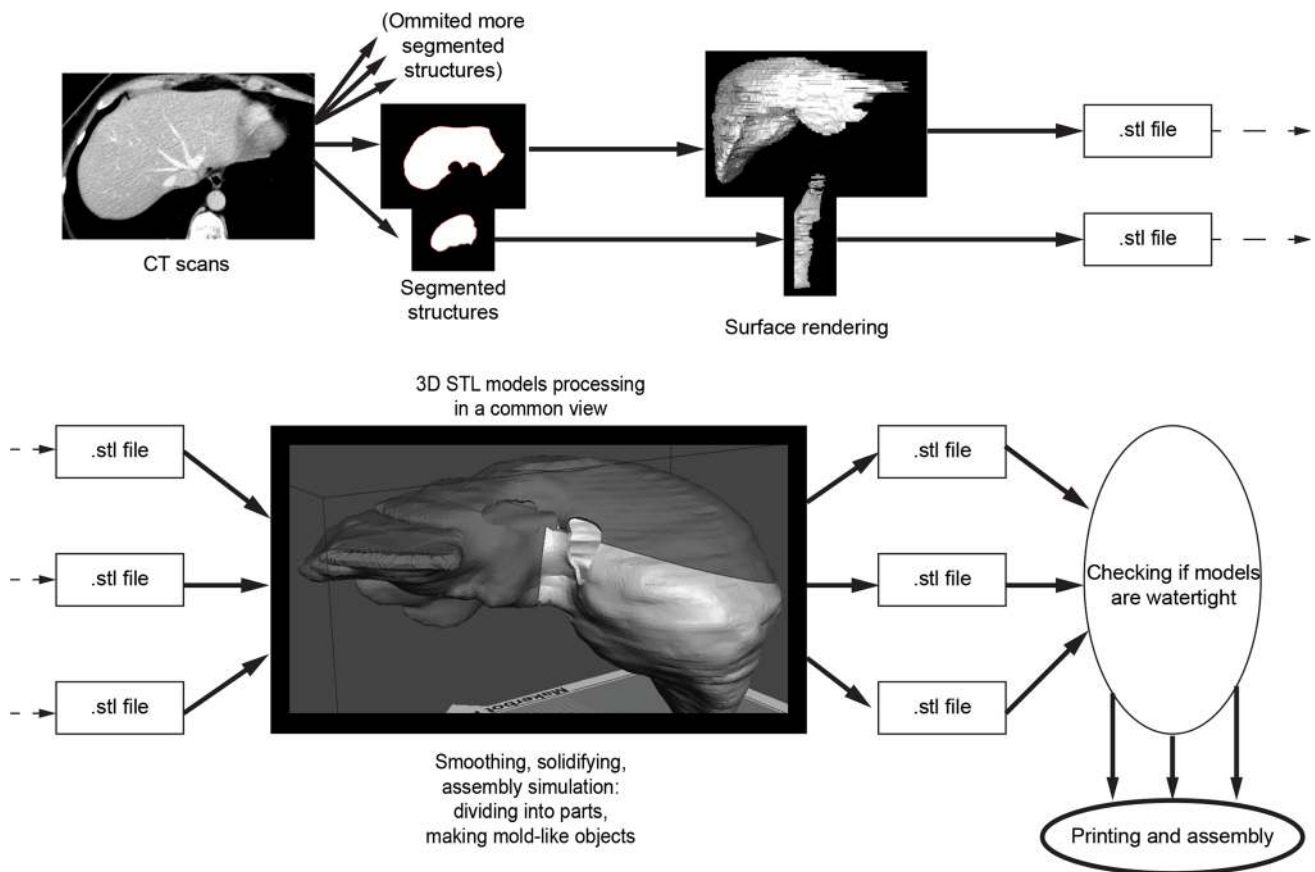 (Ommited more
segmented
structures)
CT scans
Segmented
structures
Surface rendering
.stl file
.stl file
3D STL models processing
in a common view
.stl file
.stl file
.stl file
Makerbot
.stl file
.stl file
.stl file
Checking if models
are watertight
Smoothing, solidifying,
assembly simulation:
dividing into parts,
making mold-like objects
Printing and assembly